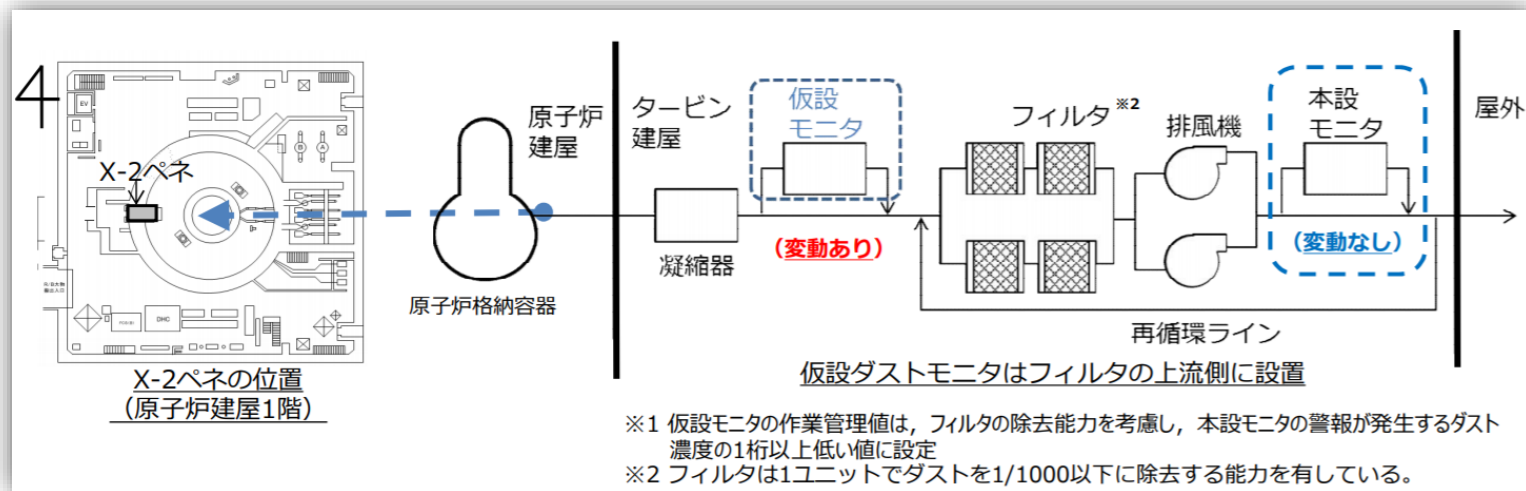 4
EV
X-2ペネ
DHC
X-2ペネの位置
（原子炉建屋1階）
原子炉格納容器
原子炉
建屋
タービン
建屋
凝縮器
仮設
モニタ
（変動あり）
フィルタ※2
排風機
本設
モニタ
（変動なし）
屋外
再循環ライン
仮設ダストモニタはフィルタの上流側に設置
※1 仮設モニタの作業管理値は，フィルタの除去能力を考慮し，本設モニタの警報が発生するダスト
濃度の1桁以上低い値に設定
※2 フィルタは1ユニットでダストを1/1000以下に除去する能力を有している。